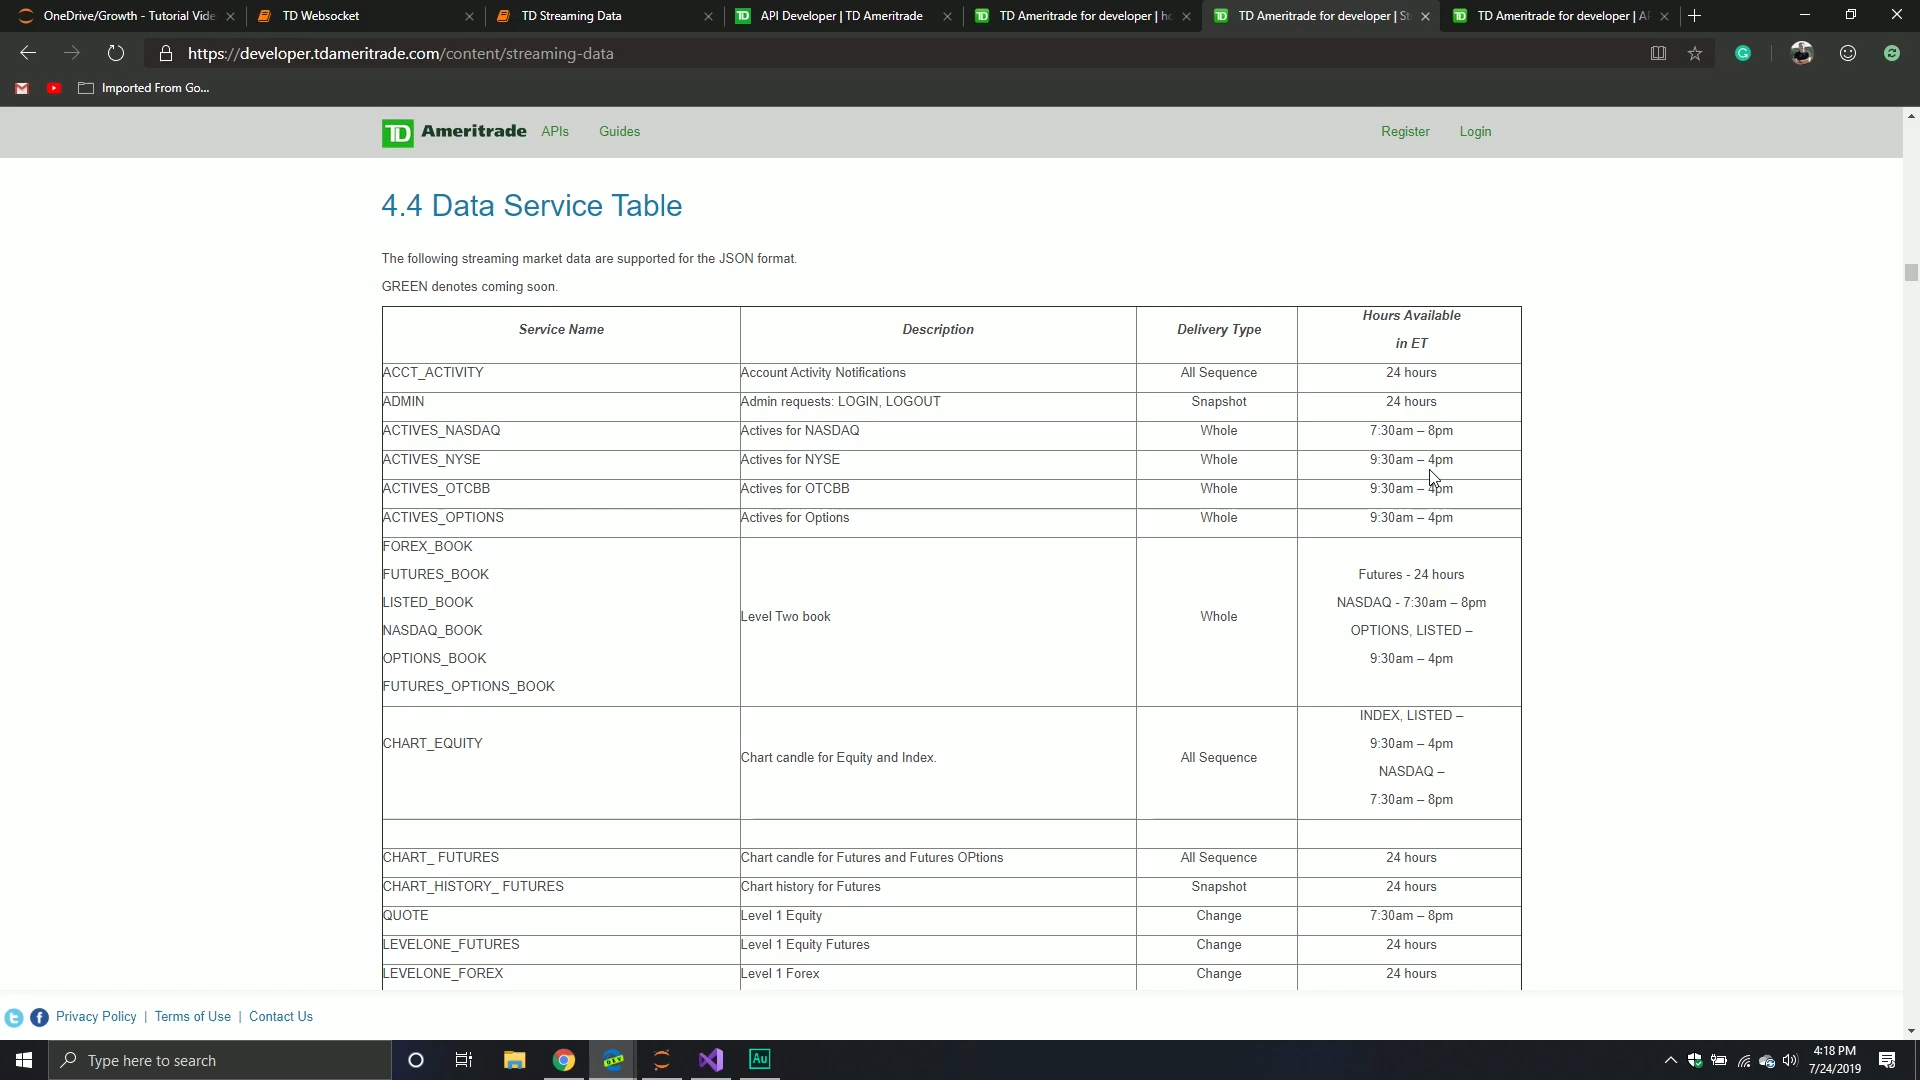 OneDrive/Growth - Tutorial Vide
TD Websocket
TD Streaming Data
API Developer | TD Ameritrade
TD Ameritrade for developer | ho
TD Ameritrade for developer | St
TD Ameritrade for developer | AP
https://developer.tdameritrade.com/content/streaming-data
Imported From Go...
TD Ameritrade
APIs
Guides
Register
Login
4.4 Data Service Table
The following streaming market data are supported for the JSON format.
GREEN denotes coming soon.
Service Name
Description
Delivery Type
Hours Available
in ET
ACCT_ACTIVITY
Account Activity Notifications
All Sequence
24 hours
ADMIN
Admin requests: LOGIN, LOGOUT
Snapshot
24 hours
ACTIVES_NASDAQ
Actives for NASDAQ
Whole
7:30am – 8pm
ACTIVES_NYSE
Actives for NYSE
Whole
9:30am – 4pm
ACTIVES_OTCBB
Actives for OTCBB
Whole
9:30am – 4pm
ACTIVES_OPTIONS
Actives for Options
Whole
9:30am – 4pm
FOREX_BOOK
FUTURES_BOOK
LISTED_BOOK
NASDAQ_BOOK
OPTIONS_BOOK
FUTURES_OPTIONS_BOOK
Level Two book
Whole
Futures - 24 hours
NASDAQ - 7:30am – 8pm
OPTIONS, LISTED –
9:30am – 4pm
CHART_EQUITY
Chart candle for Equity and Index.
All Sequence
INDEX, LISTED –
9:30am – 4pm
NASDAQ –
7:30am – 8pm
CHART_ FUTURES
Chart candle for Futures and Futures OPtions
All Sequence
24 hours
CHART_HISTORY_ FUTURES
Chart history for Futures
Snapshot
24 hours
QUOTE
Level 1 Equity
Change
7:30am – 8pm
LEVELONE_FUTURES
Level 1 Equity Futures
Change
24 hours
LEVELONE_FOREX
Level 1 Forex
Change
24 hours
Privacy Policy | Terms of Use | Contact Us
Type here to search
DEV
Au
4:18 PM
7/24/2019